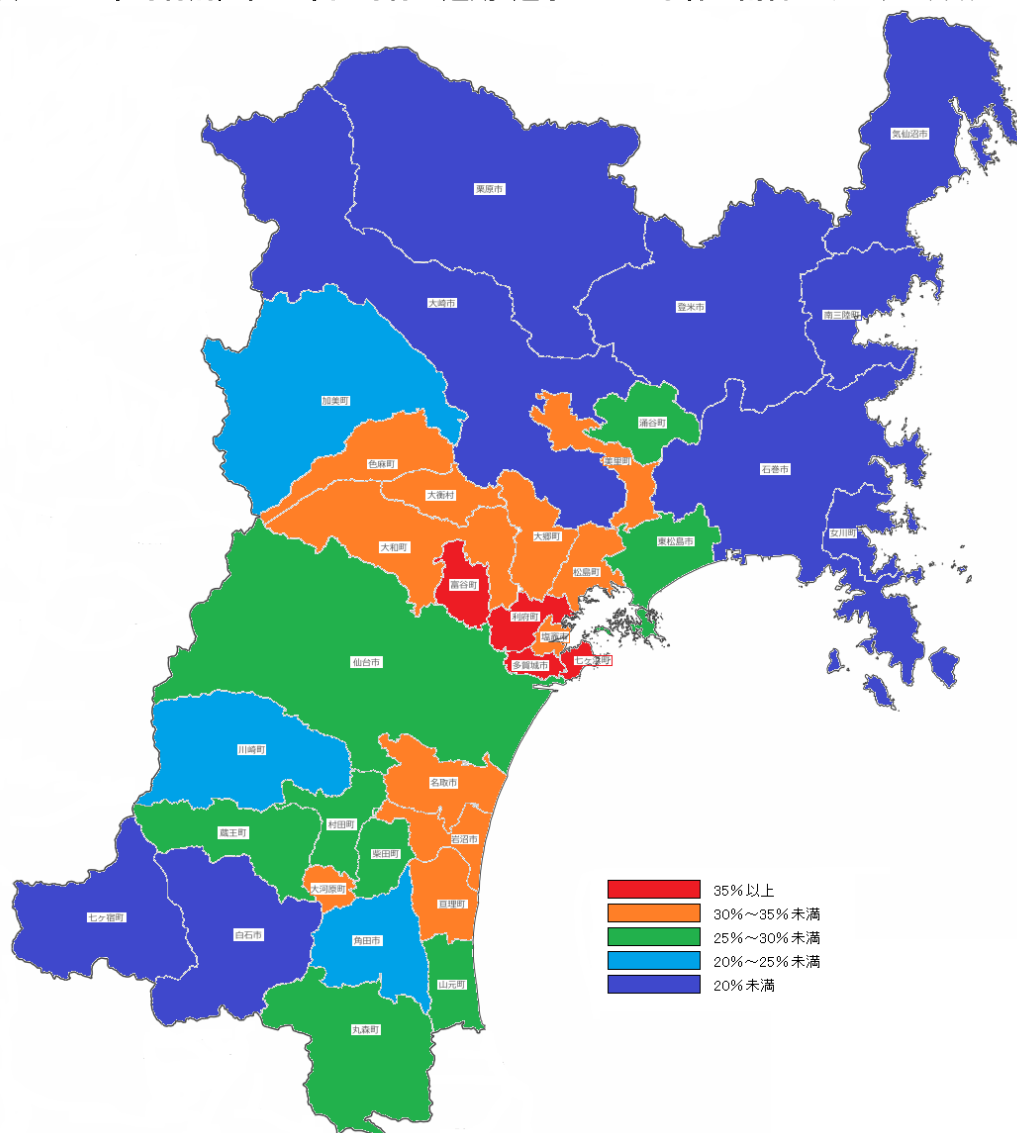 気仙沼市
栗原市
大崎市
登米市
南三陸町
加美町
涌谷町
色麻町
美里町
石巻市
大衡村
女川町
大郷町
東松島市
大和町
松島町
富谷町
利府町
塩竈市
仙台市
多賀城市
七ヶ浜町
川崎町
名取市
村田町
岩沼市
蔵王町
柴田町
大河原町
亘理町
七ヶ宿町
白石市
角田市
山元町
丸森町
35%以上
30%~35%未満
25%~30%未満
20%~25%未満
20%未満